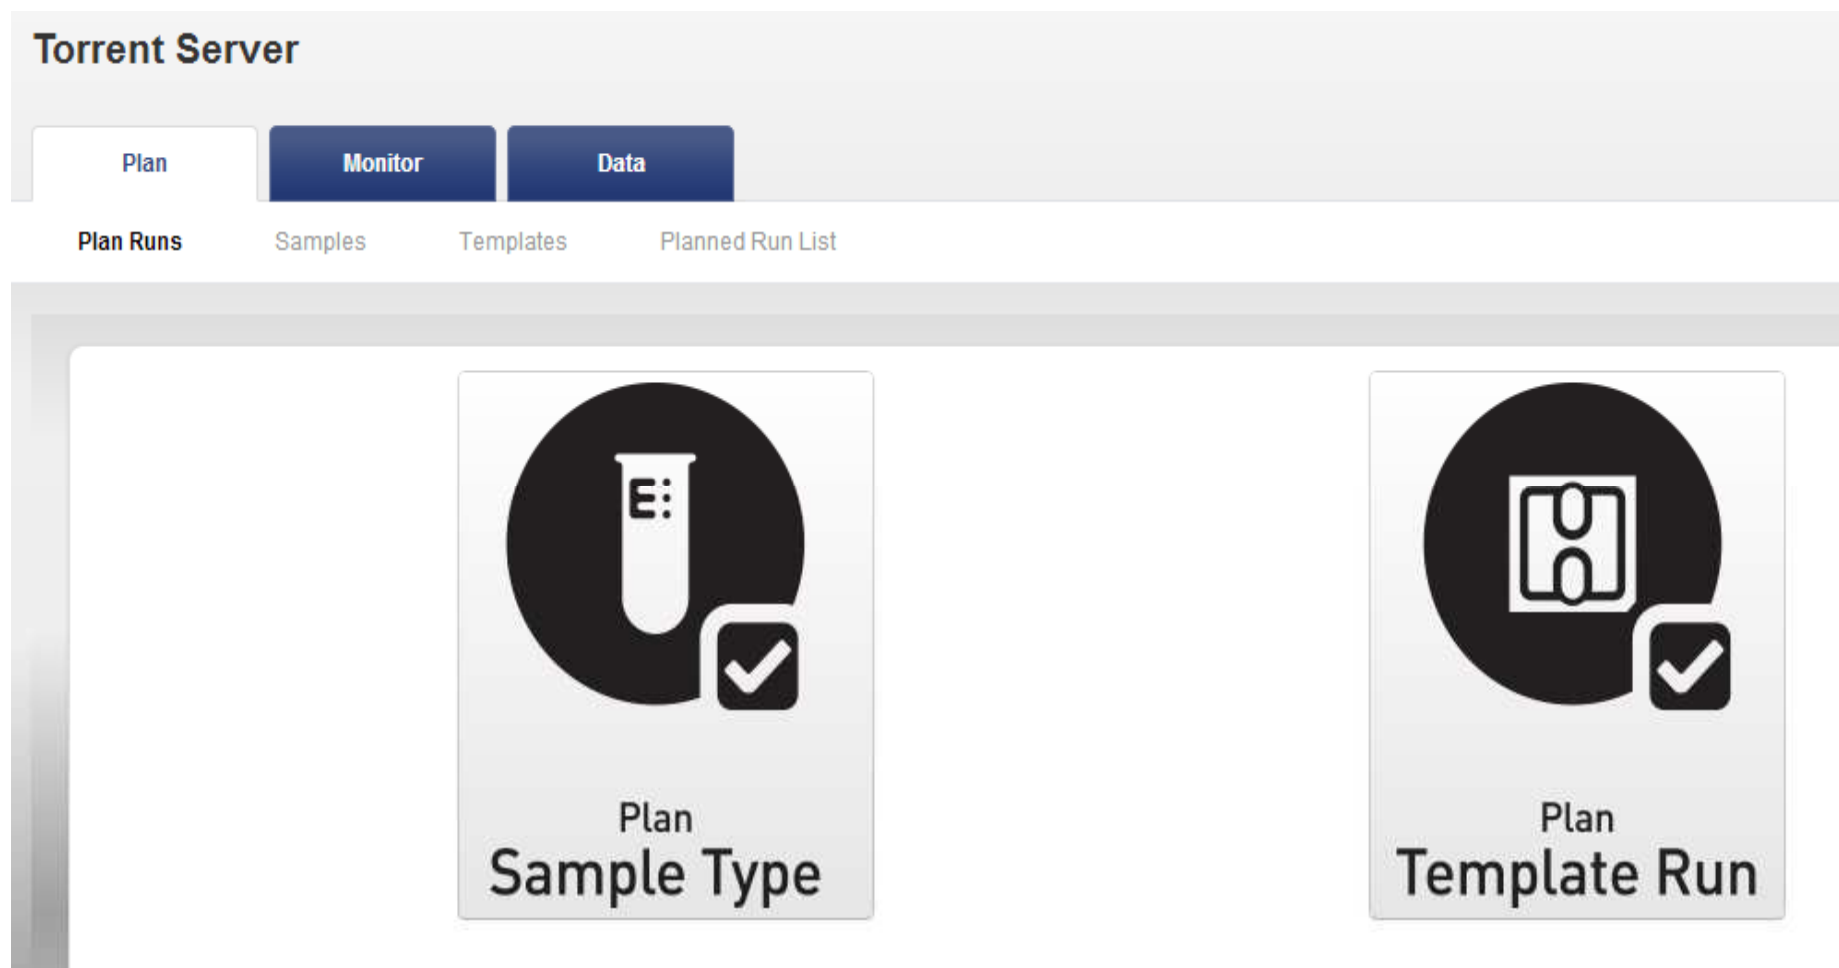 Torrent Server
Plan Monitor Data
Plan Runs Samples Templates Planned Run List
Plan
Sample Type
Plan
Template Run